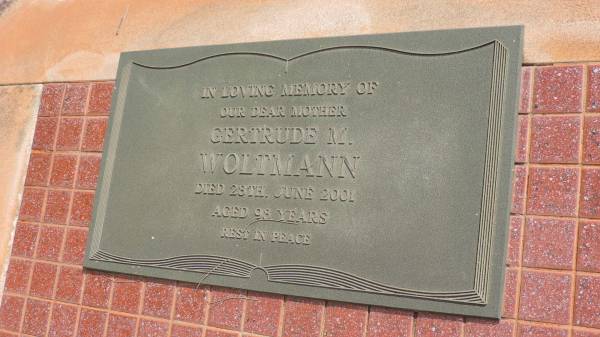 IN LOVING MEMORY OF
OUR DEAR MOTHER
GERTRUDE M.
WOLTMANN
DIED 28TH, JUNE 2001
AGED 98 YEARS
REST IN PEACE